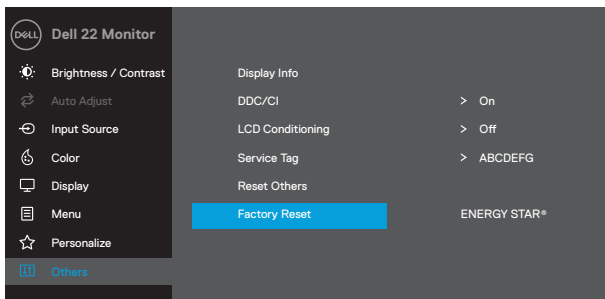 DELL Dell 22 Monitor
Brightness / Contrast Display Info
Auto Adjust DDC/CI > On
Input Source LCD Conditioning > Off
Color Service Tag > ABCDEFG
Display Reset Others
Menu Factory Reset ENERGY STAR®
Personalize
Others